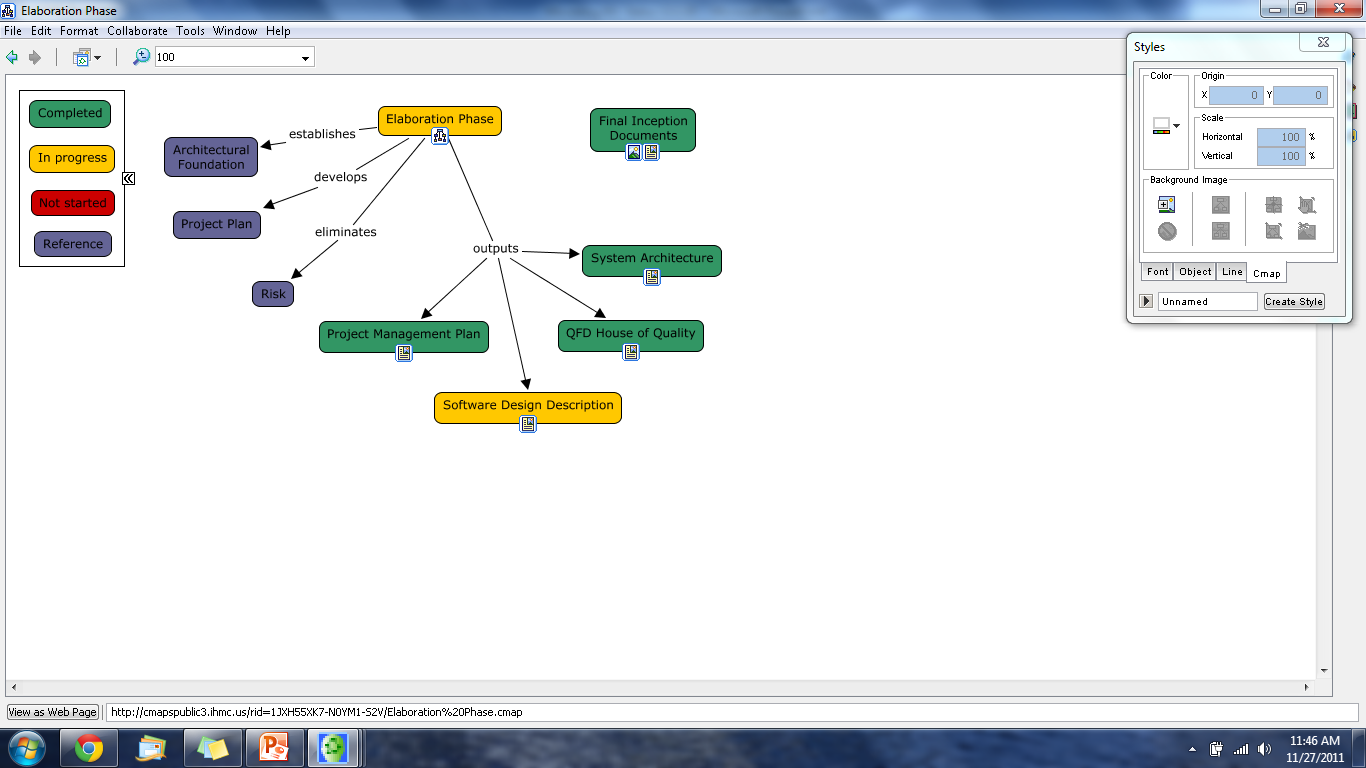 Elaboration Phase
File Edit Format Collaborate Tools Window Help
100
Completed
In progress
Not started
Reference
Elaboration Phase
establishes
Architectural
Foundation
develops
Project Plan
eliminates
Risk
outputs
Final Inception
Documents
System Architecture
Project Management Plan
QFD House of Quality
Software Design Description
Styles
Color
Origin
X 0 Y 0
Scale
Horizontal 100 %
Vertical 100 %
Background Image
Font Object Line Cmap
Unnamed Create Style
View as Web Page http://cmapspublic3.ihmc.us/rid=1JXH55XK7-N0YM1-S2V/Elaboration%20Phase.cmap
11:46 AM
11/27/2011